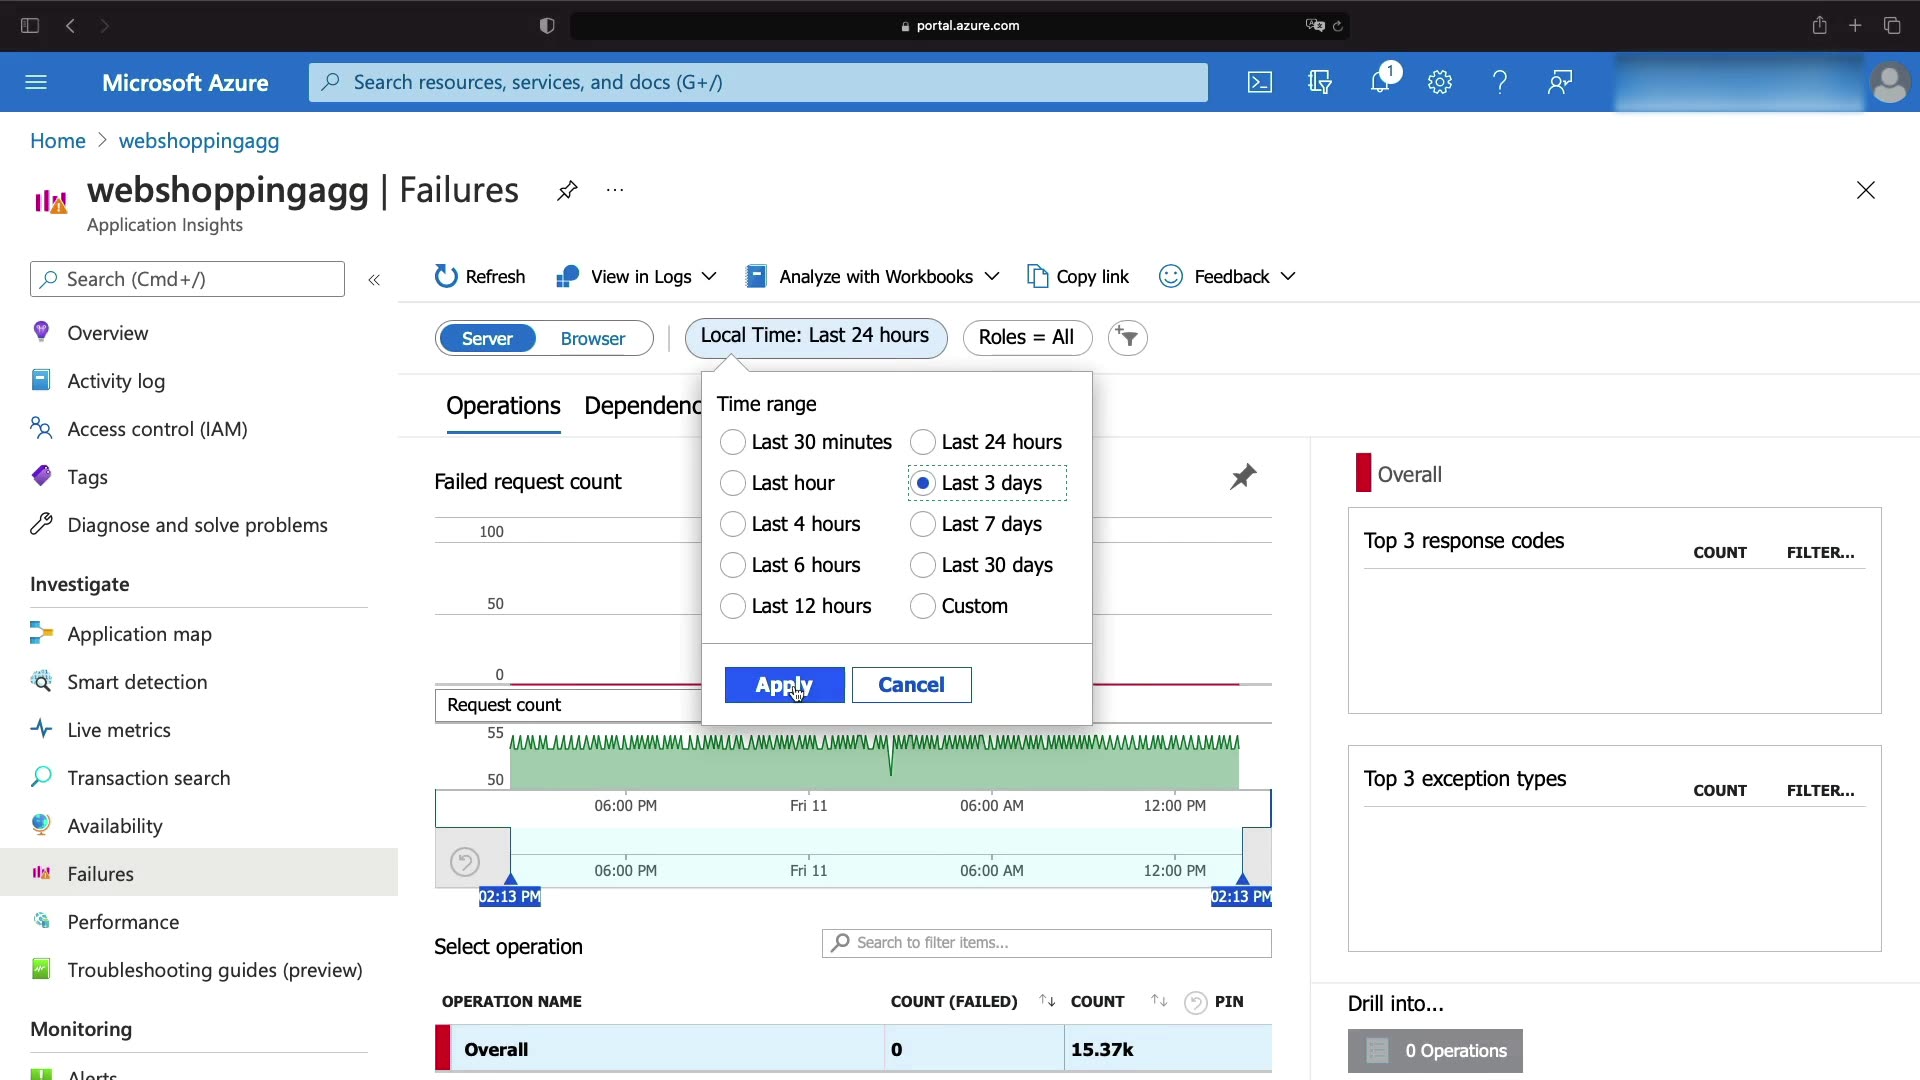 portal.azure.com
Microsoft Azure
Search resources, services, and docs (G+/)
1
Home > webshoppingagg
webshoppingagg | Failures
...
Application Insights
Search (Cmd+/)
«
Refresh
View in Logs
Analyze with Workbooks
Copy link
Feedback
Overview
Activity log
Access control (IAM)
Tags
Diagnose and solve problems
Investigate
Application map
Smart detection
Live metrics
Transaction search
Availability
Failures
Performance
Troubleshooting guides (preview)
Monitoring
Alerts
Server
Browser
Local Time: Last 24 hours
Roles = All
Operations
Dependenc
Time range
Last 30 minutes
Last 24 hours
Last hour
Last 3 days
Last 4 hours
Last 7 days
Last 6 hours
Last 30 days
Last 12 hours
Custom
Apply
Cancel
Failed request count
100
50
0
Request count
55
50
06:00 PM
Fri 11
06:00 AM
12:00 PM
06:00 PM
Fri 11
06:00 AM
12:00 PM
02:13 PM
02:13 PM
Select operation
Search to filter items...
OPERATION NAME
COUNT (FAILED)
COUNT
PIN
Overall
0
15.37k
Overall
Top 3 response codes
COUNT
FILTER...
Top 3 exception types
COUNT
FILTER...
Drill into...
0 Operations